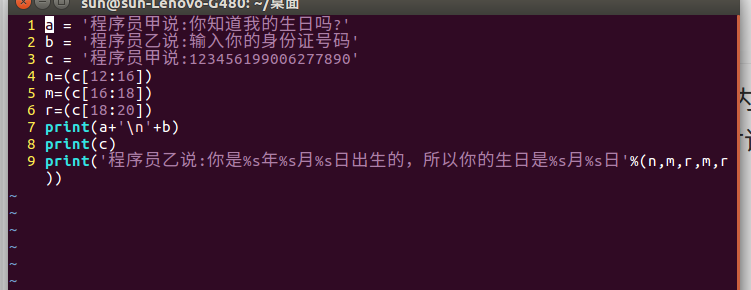 sun@sun-Lenovo-G480: ~/桌面
1 a = '程序员甲说:你知道我的生日吗?'
2 b = '程序员乙说:输入你的身份证号码'
3 c = '程序员甲说:123456199006277890'
4 n=(c[12:16])
5 m=(c[16:18])
6 r=(c[18:20])
7 print(a+'\n'+b)
8 print(c)
9 print('程序员乙说:你是%s年%s月%s日出生的，所以你的生日是%s月%s日'%(n,m,r,m,r
))
~
~
~
~
~
~